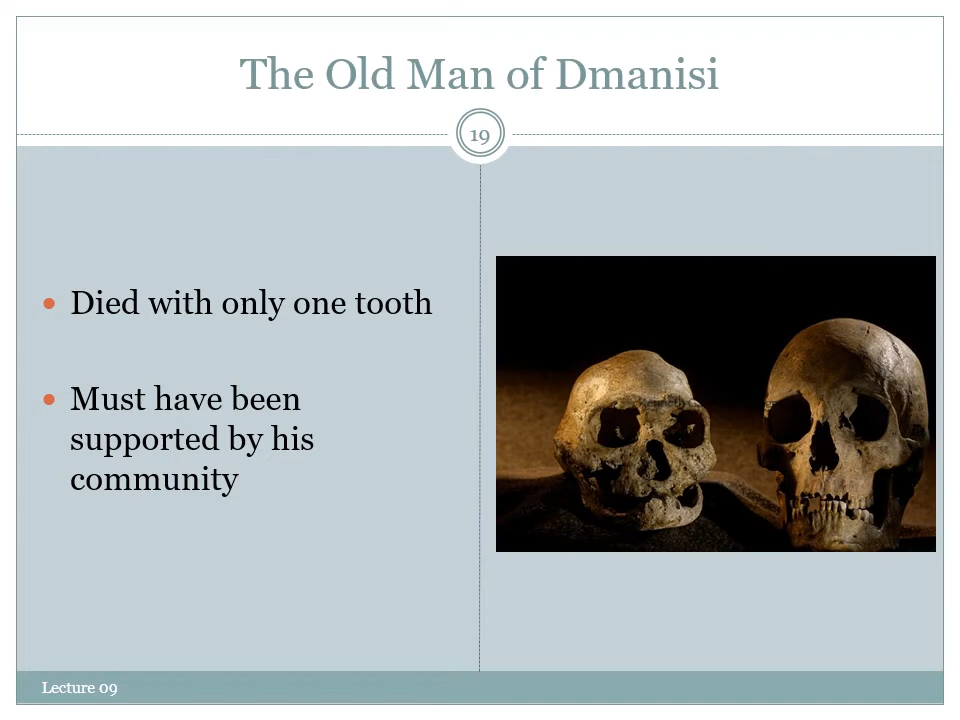 The Old Man of Dmanisi
19
Died with only one tooth
Must have been
supported by his
community
Lecture 09